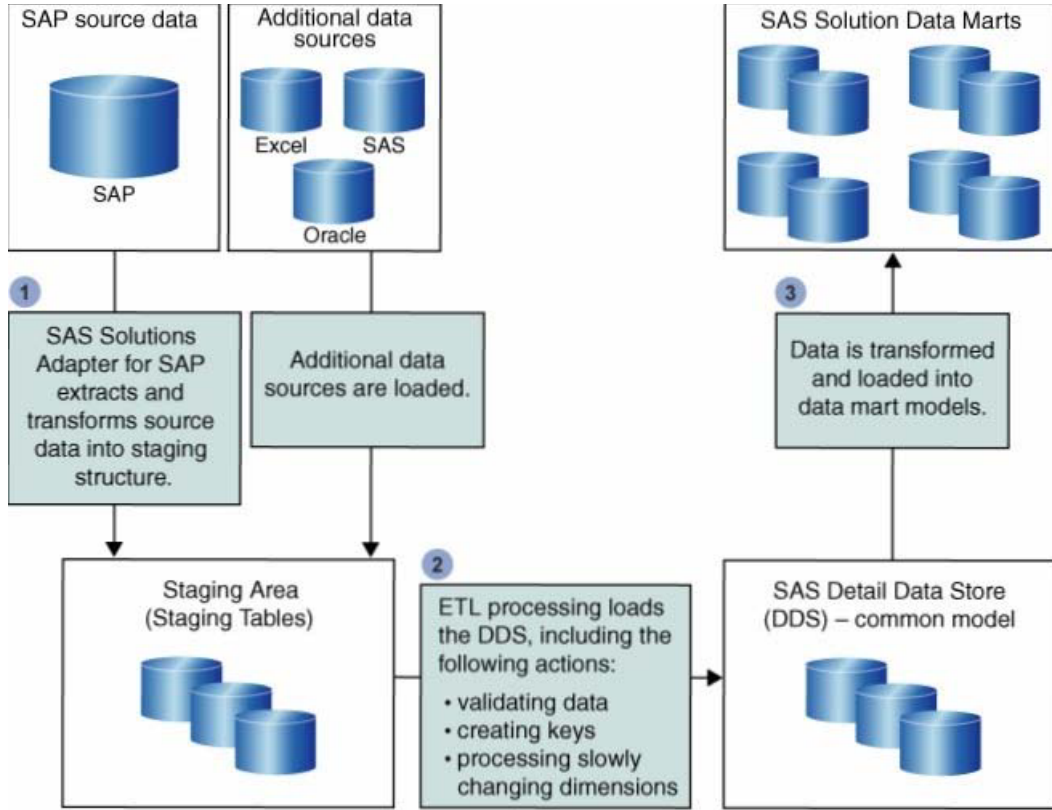 SAP source data
SAP
Additional data
sources
Excel
SAS
Oracle
SAS Solution Data Marts
1
SAS Solutions
Adapter for SAP
extracts and
transforms source
data into staging
structure.
Additional data
sources are loaded.
3
Data is transformed
and loaded into
data mart models.
Staging Area
(Staging Tables)
2
ETL processing loads
the DDS, including the
following actions:
• validating data
• creating keys
• processing slowly
changing dimensions
SAS Detail Data Store
(DDS) – common model